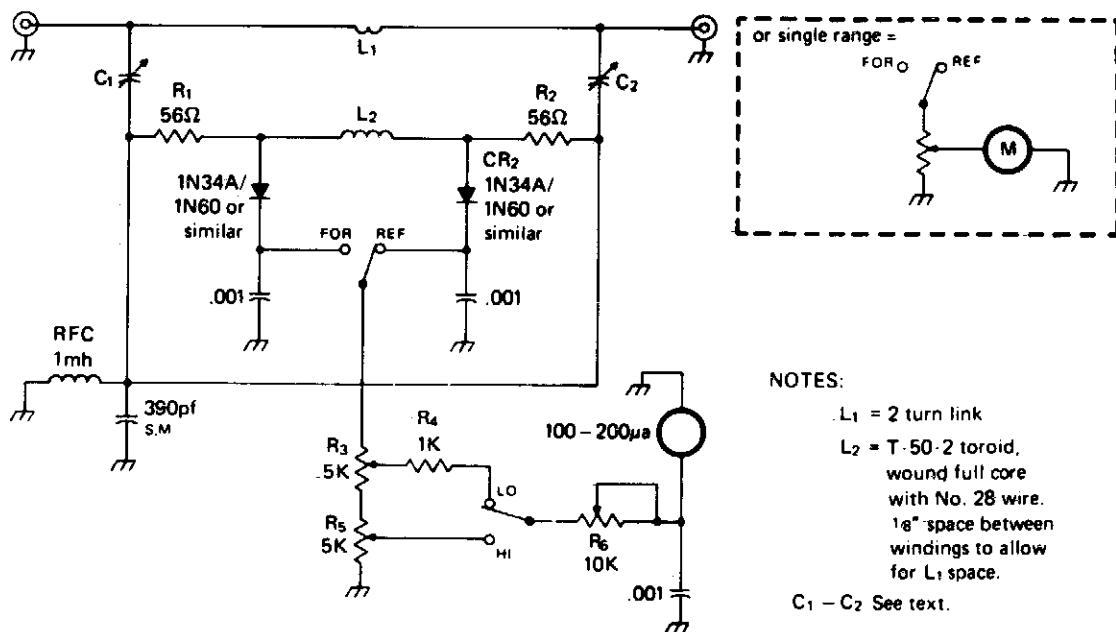 L1
C1
C2
R1
56Ω
L2
R2
56Ω
1N34A/
1N60 or
similar
CR2
1N34A/
1N60 or
similar
FOR
REF
.001
.001
RFC
1mh
390pf
S.M
R3
.5K
R4
1K
LO
R5
5K
HI
R6
10K
100–200µa
.001
or single range =
FOR
REF
M
NOTES:
L1 = 2 turn link
L2 = T-50-2 toroid,
wound full core
with No. 28 wire.
space between
windings to allow
for L1 space.
C1 – C2 See text.